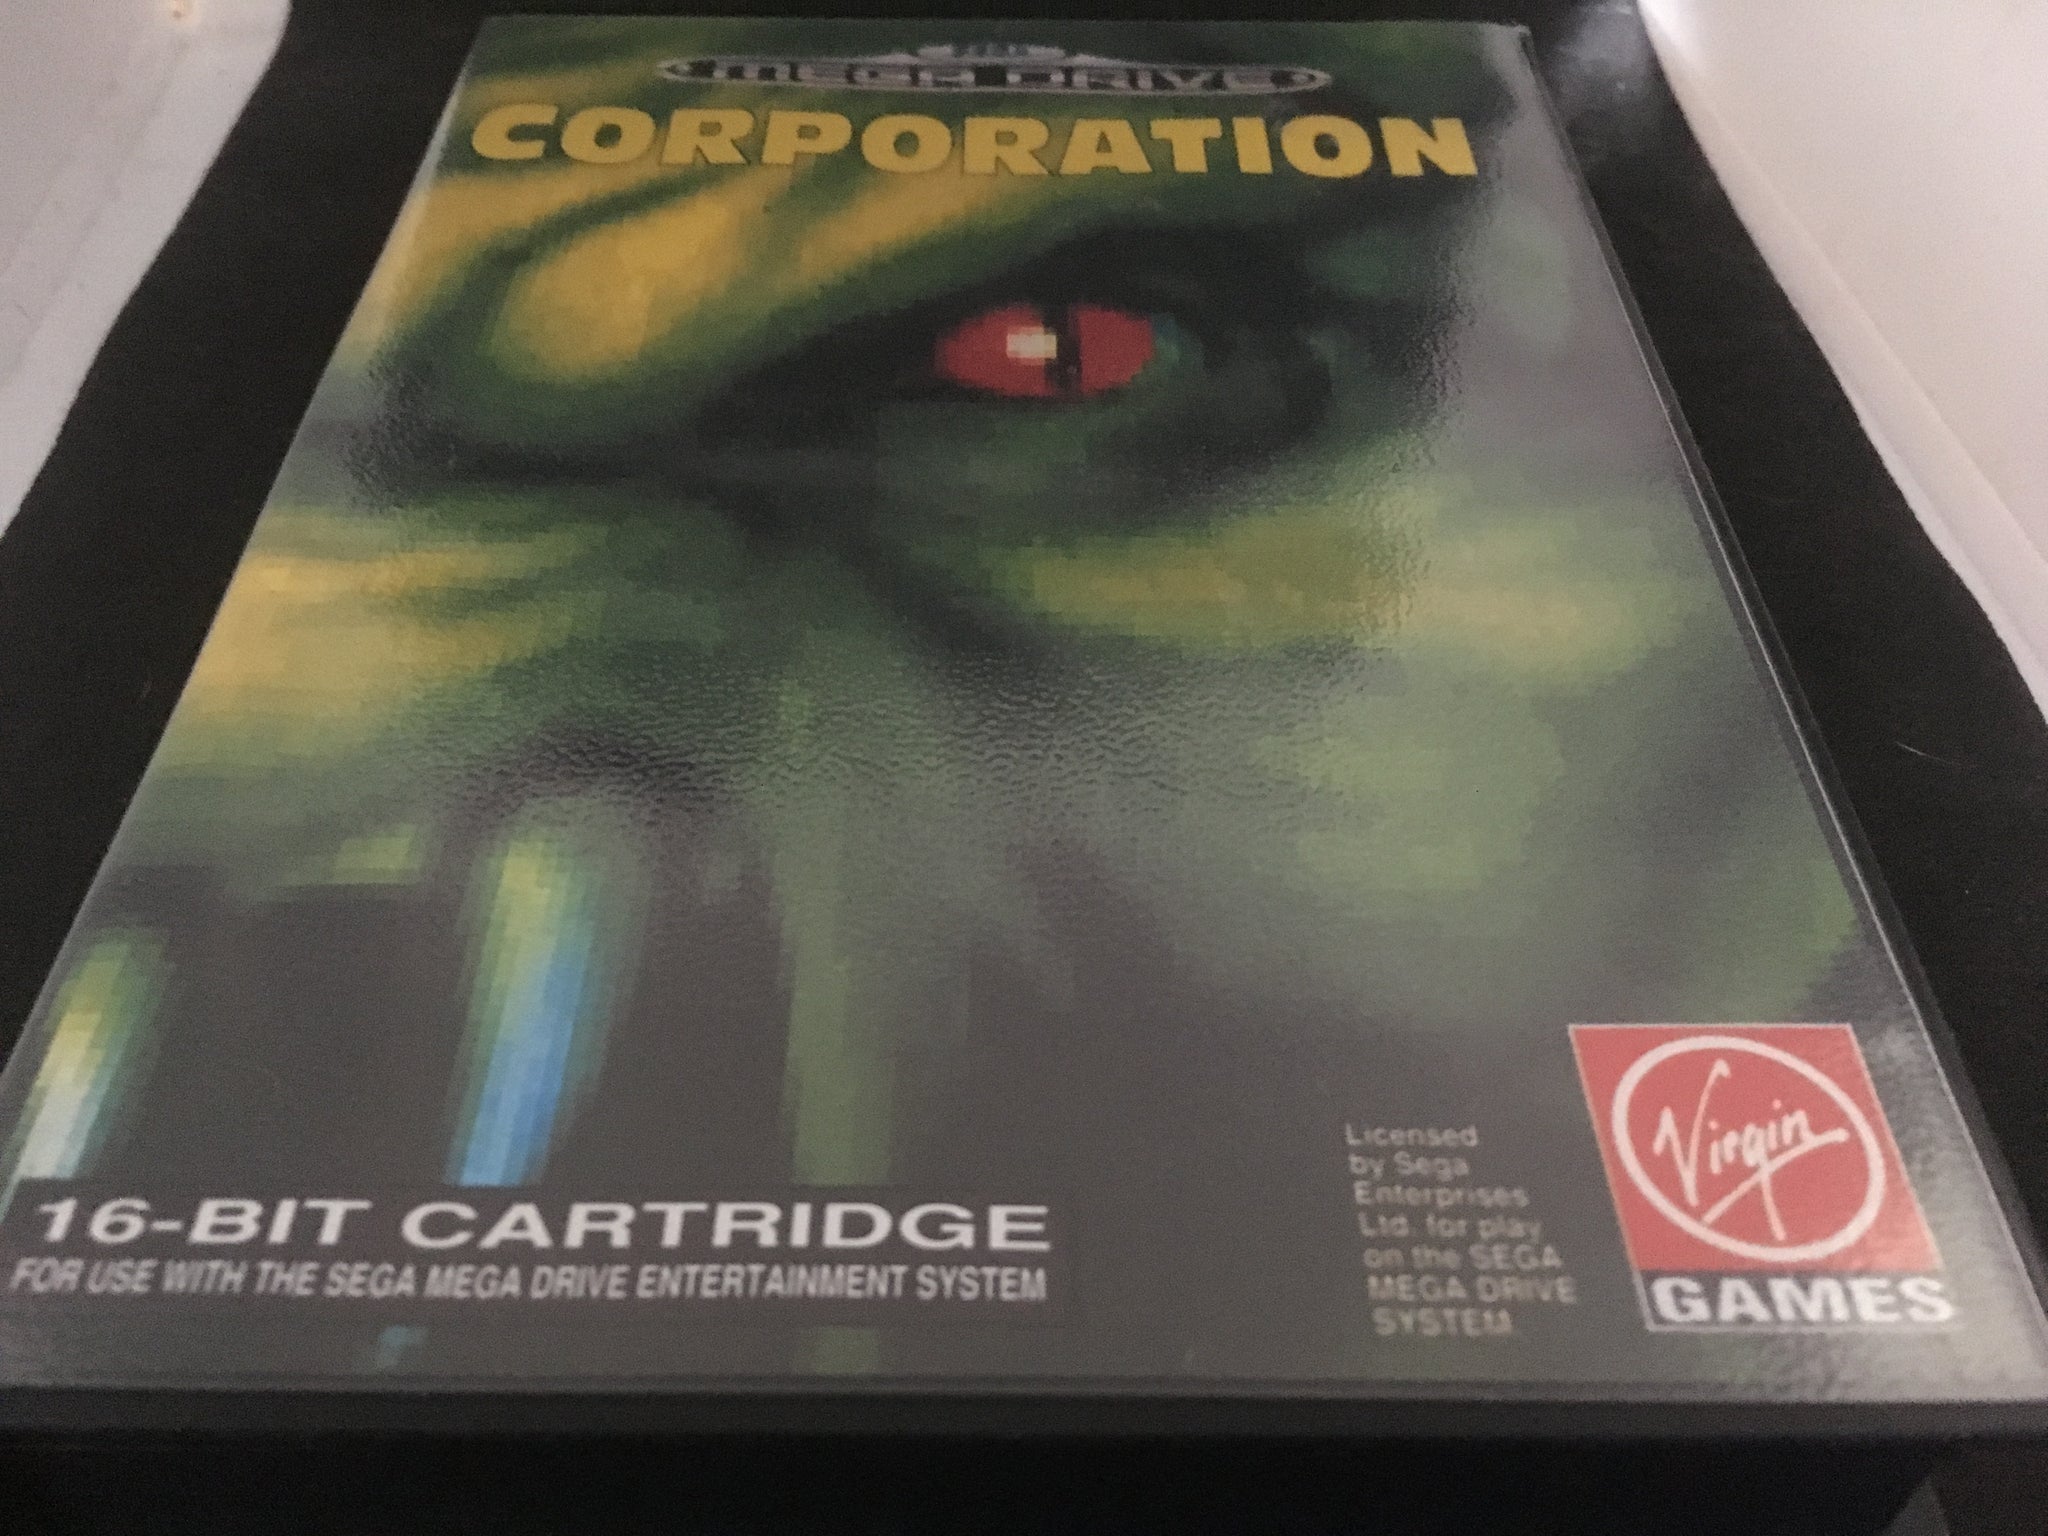 SEGA
MEGA DRIVE
CORPORATION
16-BIT CARTRIDGE
FOR USE WITH THE SEGA MEGA DRIVE ENTERTAINMENT SYSTEM
Licensed
by Sega
Enterprises
Ltd. for play
on the SEGA
MEGA DRIVE
SYSTEM.
Virgin
GAMES